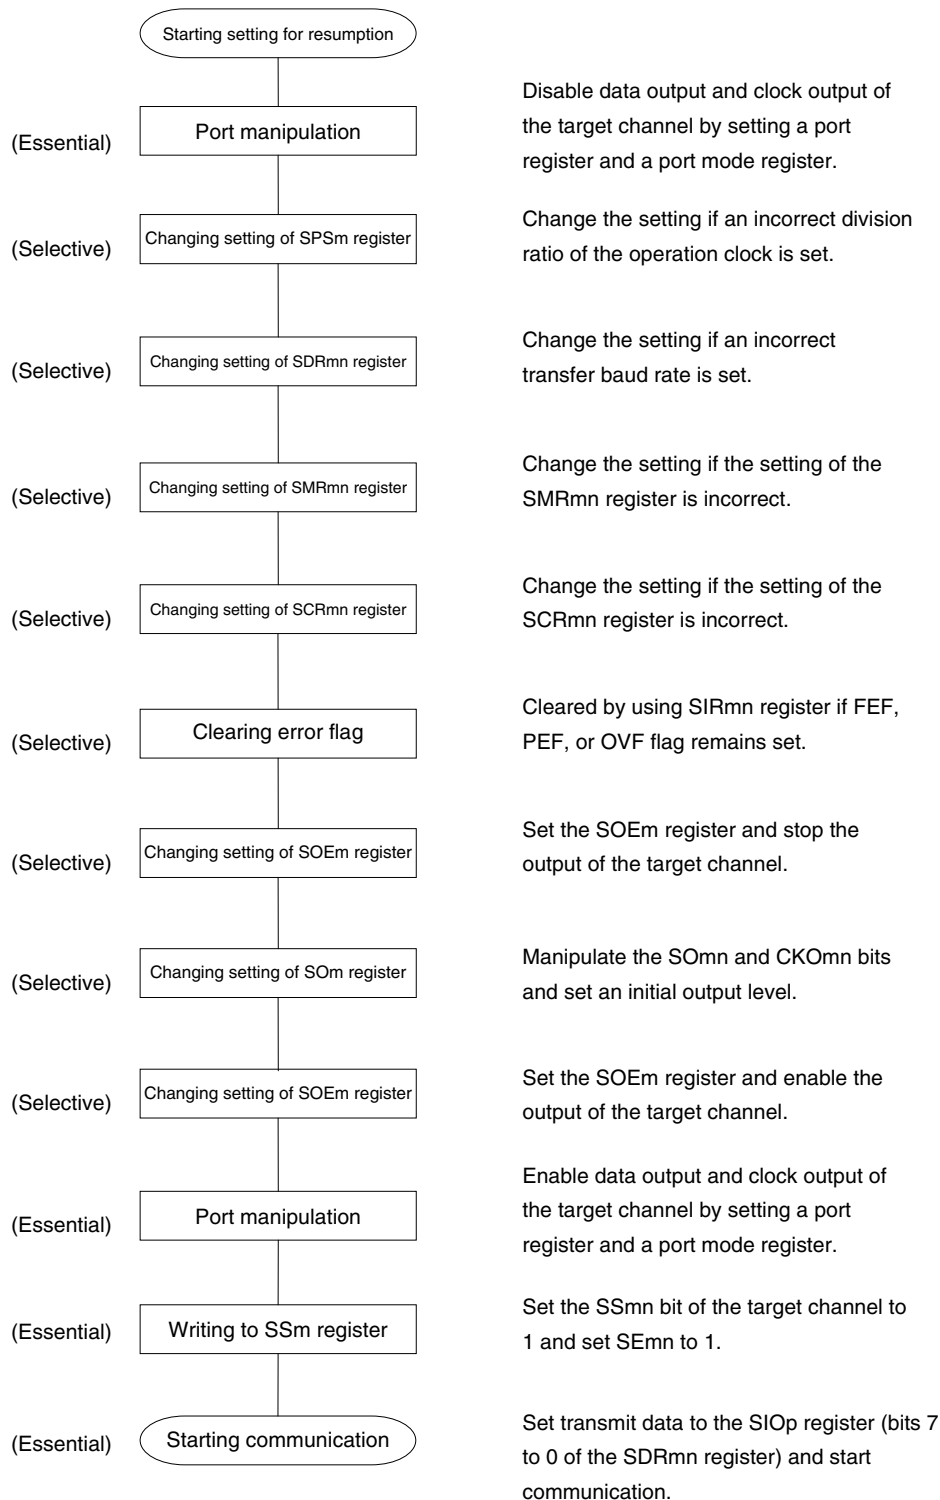 Starting setting for resumption
(Essential)
Port manipulation
Disable data output and clock output of
the target channel by setting a port
register and a port mode register.
(Selective)
Changing setting of SPSm register
Change the setting if an incorrect division
ratio of the operation clock is set.
(Selective)
Changing setting of SDRmn register
Change the setting if an incorrect
transfer baud rate is set.
(Selective)
Changing setting of SMRmn register
Change the setting if the setting of the
SMRmn register is incorrect.
(Selective)
Changing setting of SCRmn register
Change the setting if the setting of the
SCRmn register is incorrect.
(Selective)
Clearing error flag
Cleared by using SIRmn register if FEF,
PEF, or OVF flag remains set.
(Selective)
Changing setting of SOEm register
Set the SOEm register and stop the
output of the target channel.
(Selective)
Changing setting of SOm register
Manipulate the SOmn and CKOmn bits
and set an initial output level.
(Selective)
Changing setting of SOEm register
Set the SOEm register and enable the
output of the target channel.
(Essential)
Port manipulation
Enable data output and clock output of
the target channel by setting a port
register and a port mode register.
(Essential)
Writing to SSm register
Set the SSmn bit of the target channel to
1 and set SEmn to 1.
(Essential)
Starting communication
Set transmit data to the SIOp register (bits 7
to 0 of the SDRmn register) and start
communication.